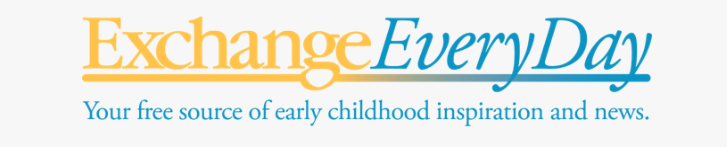 ExchangeEveryDay
Your free source of early childhood inspiration and news.